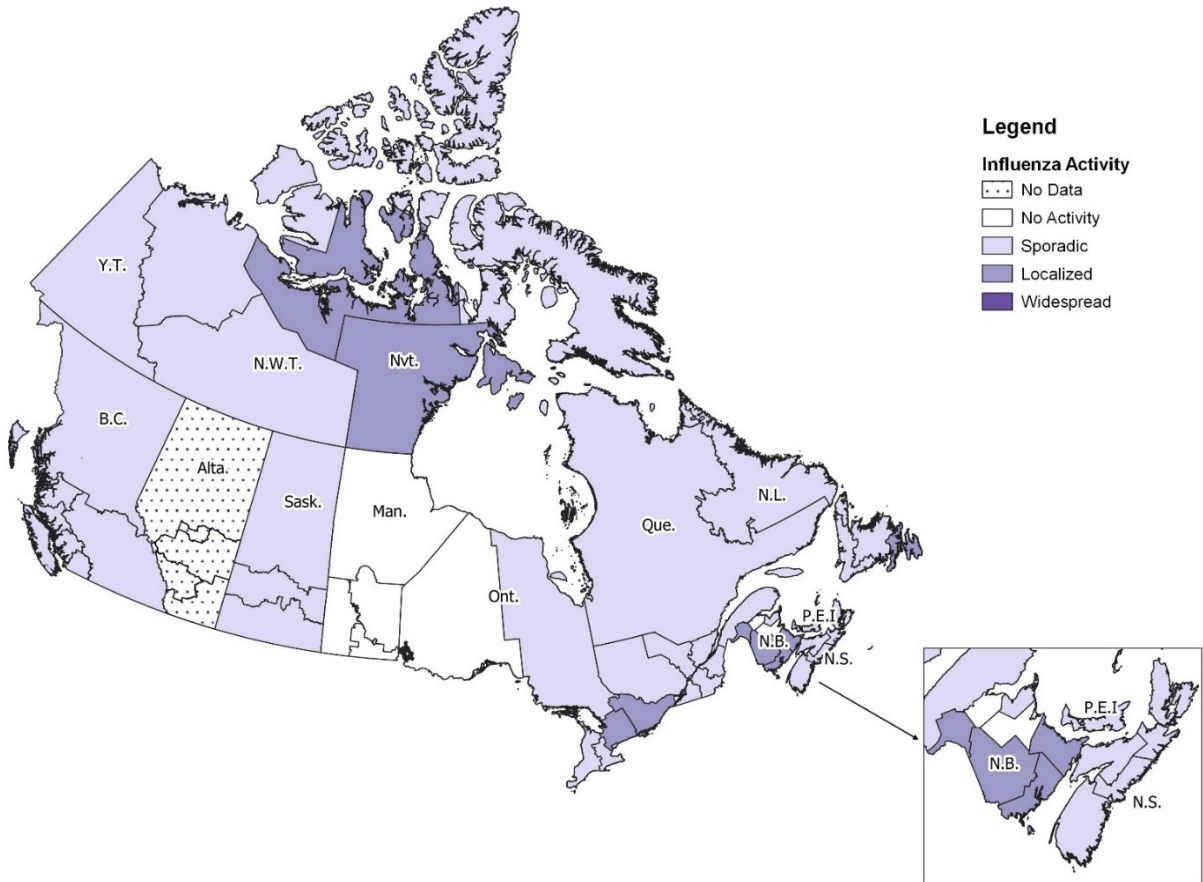 Legend
Influenza Activity
No Data
No Activity
Sporadic
Localized
Widespread
Y.T.
N.W.T.
Nvt.
B.C.
Alta.
Sask.
Man.
Ont.
Que.
N.L.
P.E.I
N.B.
N.S.
P.E.I
N.B.
N.S.